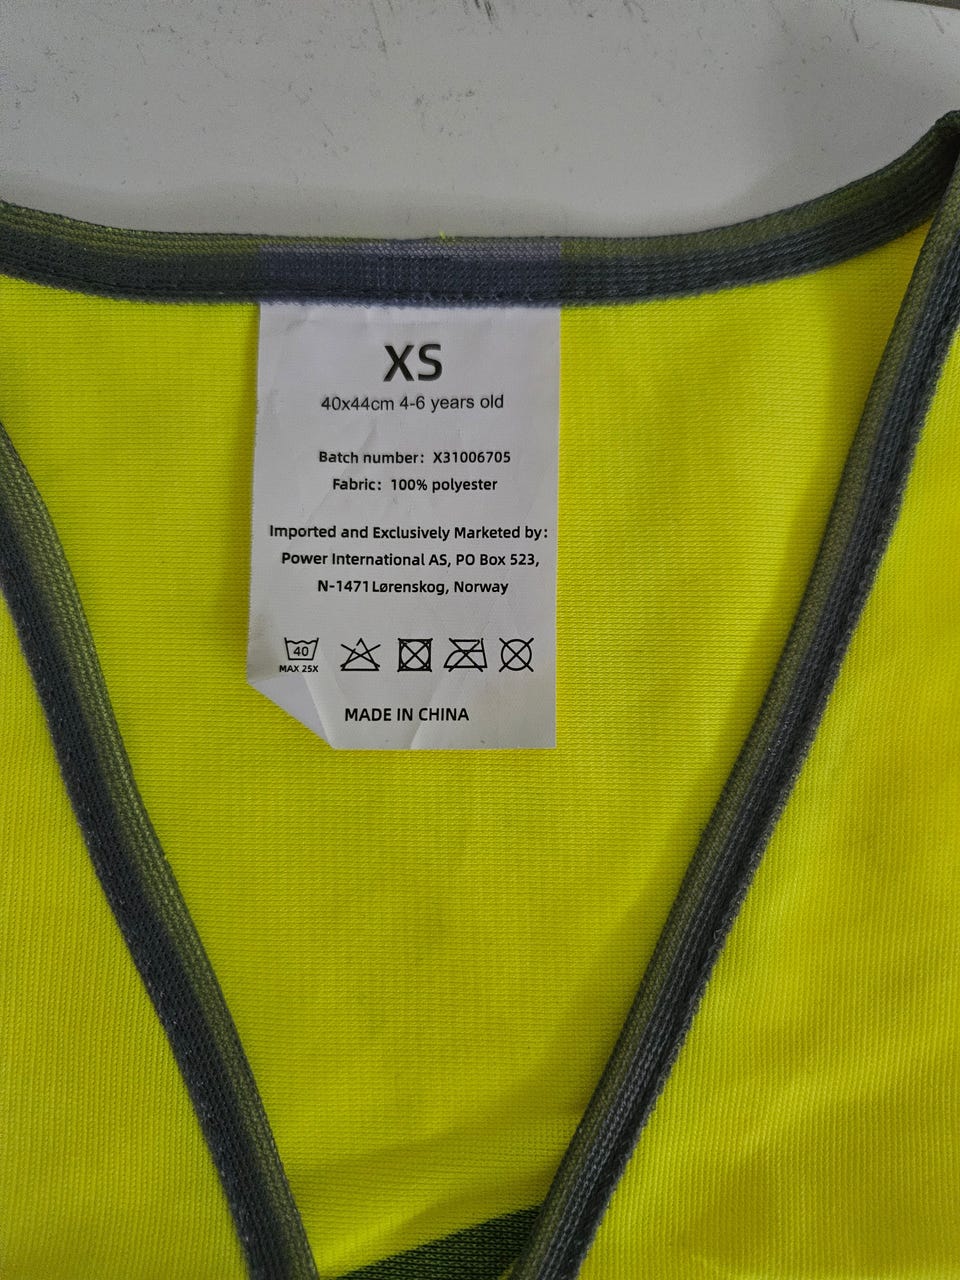 XS
40x44cm 4-6 years old
Batch number: X31006705
Fabric: 100% polyester
Imported and Exclusively Marketed by:
Power International AS, PO Box 523,
N-1471 Lørenskog, Norway
40
MAX 25X
MADE IN CHINA